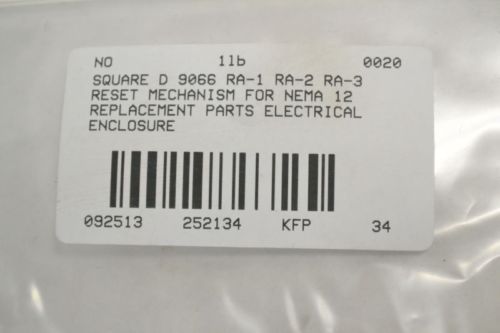 NO 11b 0020
SQUARE D 9066 RA-1 RA-2 RA-3
RESET MECHANISM FOR NEMA 12
REPLACEMENT PARTS ELECTRICAL
ENCLOSURE
092513 252134 KFP 34